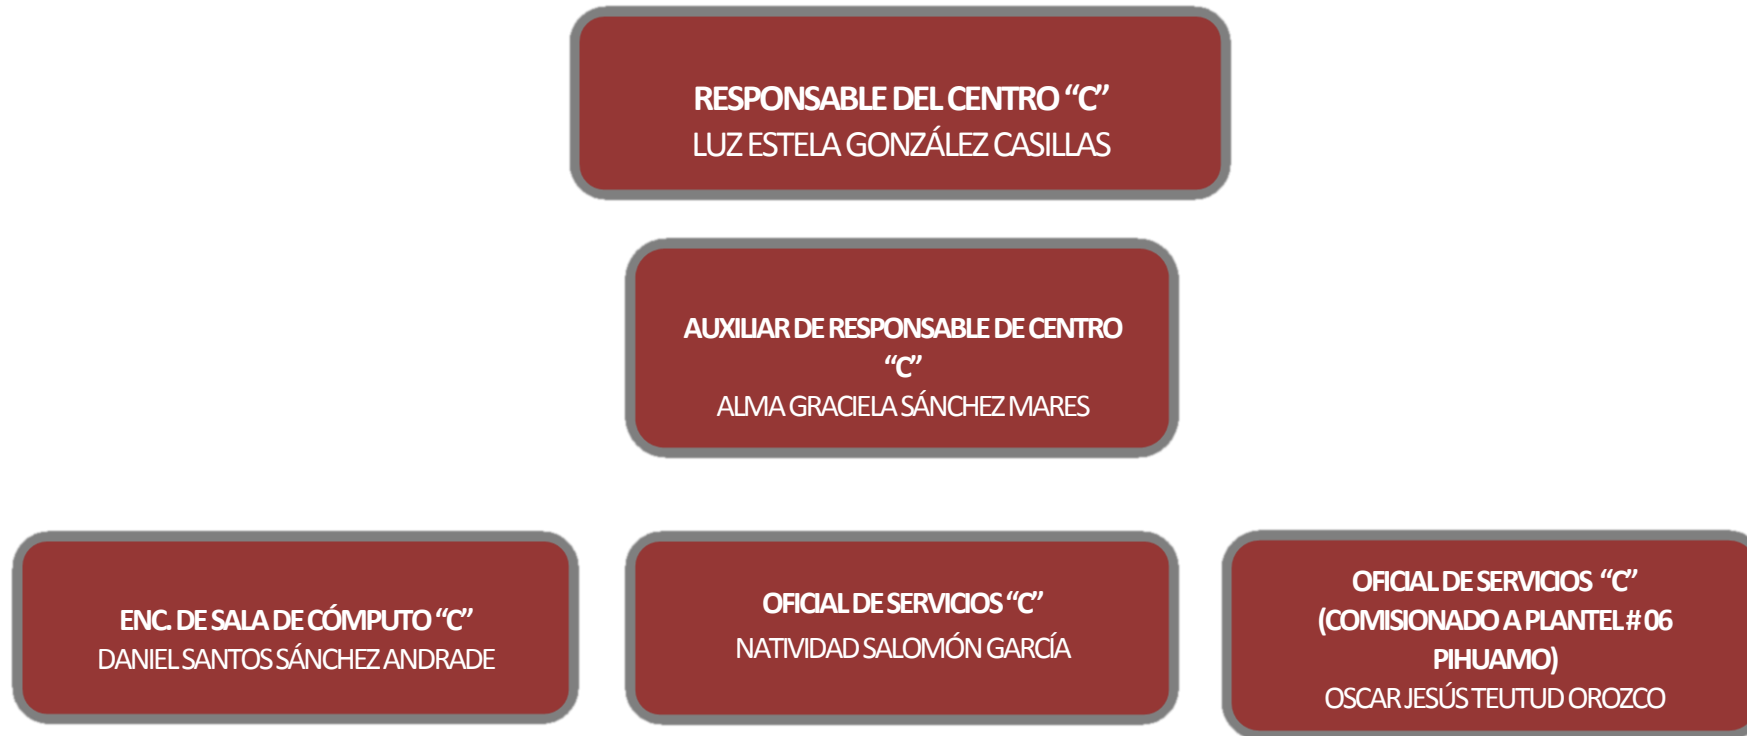 RESPONSABLE DEL CENTRO “C”
LUZ ESTELA GONZÁLEZ CASILLAS
AUXILIAR DE RESPONSABLE DE CENTRO
“C”
ALMA GRACIELA SÁNCHEZ MARES
ENC. DE SALA DE CÓMPUTO “C”
DANIEL SANTOS SÁNCHEZ ANDRADE
OFICIAL DE SERVICIOS “C”
NATIVIDAD SALOMÓN GARCÍA
OFICIAL DE SERVICIOS “C”
(COMISIONADO A PLANTEL # 06
PIHUAMO)
OSCAR JESÚS TEUTUD OROZCO